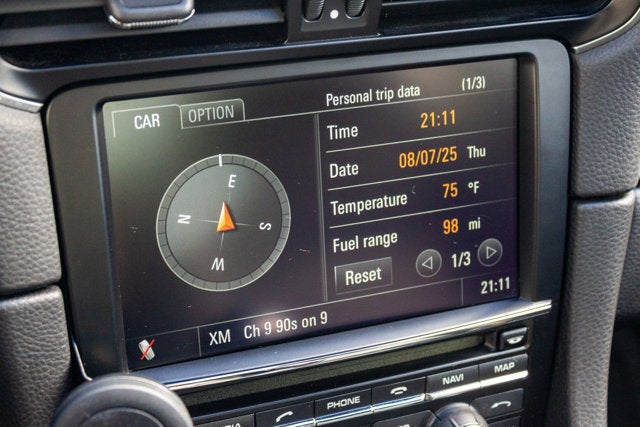 CAR OPTION
Personal trip data (1/3)
Time 21:11
Date 08/07/25 Thu
Temperature 75 °F
Fuel range 98 mi
Reset 1/3
E
N S
W
XM Ch 9 90s on 9
21:11
PHONE NAVI MAP